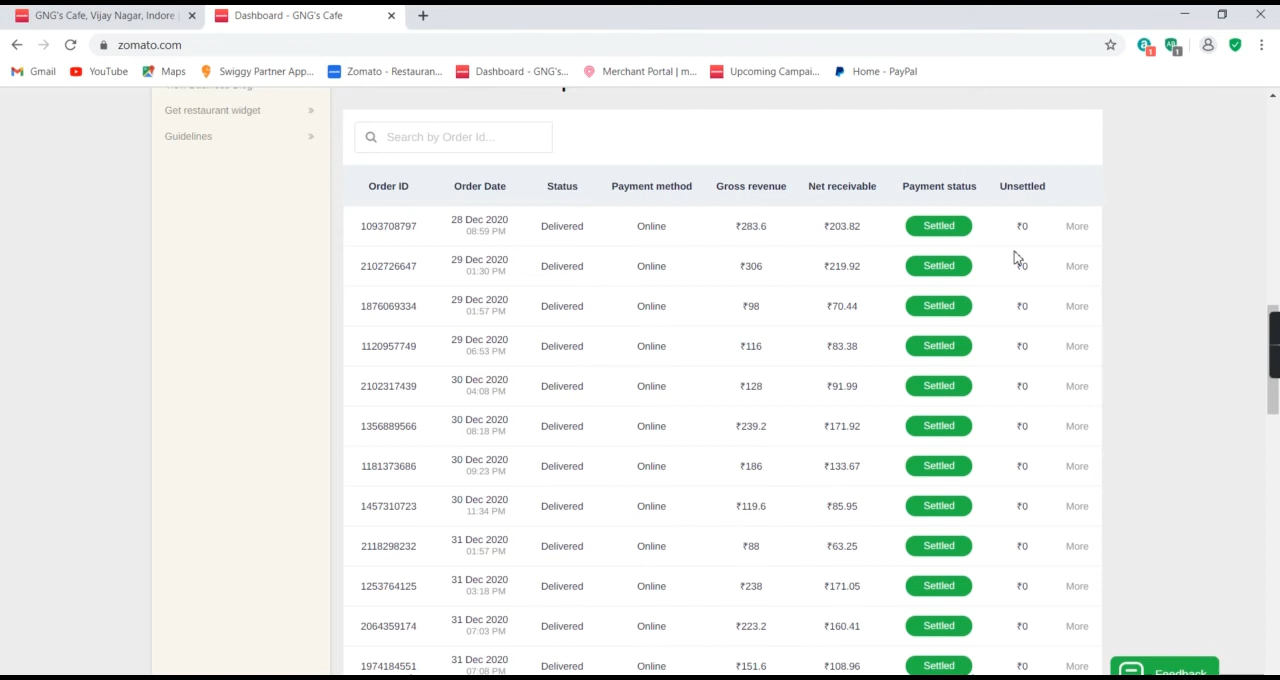 GNG's Cafe, Vijay Nagar, Indore
Dashboard - GNG's Cafe
zomato.com
Gmail YouTube Maps Swiggy Partner App... Zomato - Restauran... Dashboard - GNG's... Merchant Portal | m... Upcoming Campai... Home - PayPal
Get restaurant widget
Guidelines
Search by Order Id...
Order ID Order Date Status Payment method Gross revenue Net receivable Payment status Unsettled
1093708797 28 Dec 2020 Delivered Online ₹283.6 ₹203.82 Settled ₹0 More
08:59 PM
2102726647 29 Dec 2020 Delivered Online ₹306 ₹219.92 Settled ₹0 More
01:30 PM
1876069334 29 Dec 2020 Delivered Online ₹98 ₹70.44 Settled ₹0 More
01:57 PM
1120957749 29 Dec 2020 Delivered Online ₹116 ₹83.38 Settled ₹0 More
06:53 PM
2102317439 30 Dec 2020 Delivered Online ₹128 ₹91.99 Settled ₹0 More
04:08 PM
1356889566 30 Dec 2020 Delivered Online ₹239.2 ₹171.92 Settled ₹0 More
08:18 PM
1181373686 30 Dec 2020 Delivered Online ₹186 ₹133.67 Settled ₹0 More
09:23 PM
1457310723 30 Dec 2020 Delivered Online ₹119.6 ₹85.95 Settled ₹0 More
11:34 PM
2118298232 31 Dec 2020 Delivered Online ₹88 ₹63.25 Settled ₹0 More
01:57 PM
1253764125 31 Dec 2020 Delivered Online ₹238 ₹171.05 Settled ₹0 More
03:18 PM
2064359174 31 Dec 2020 Delivered Online ₹223.2 ₹160.41 Settled ₹0 More
07:03 PM
1974184551 31 Dec 2020 Delivered Online ₹151.6 ₹108.96 Settled ₹0 More
07:08 PM
Feedback